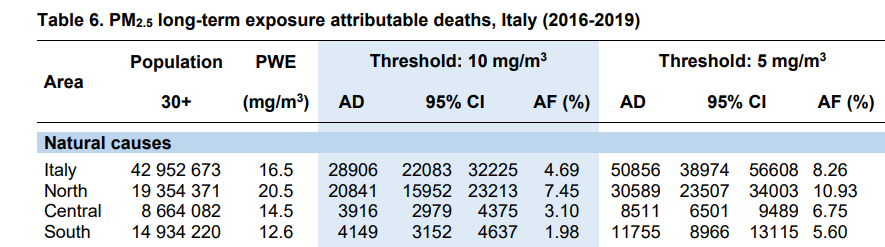 Table 6. PM2.5 long-term exposure attributable deaths, Italy (2016-2019)
Area Population 30+ PWE (mg/m³) Threshold: 10 mg/m³ Threshold: 5 mg/m³
AD 95% CI AF (%) AD 95% CI AF (%)
Natural causes
Italy 42 952 673 16.5 28906 22083 32225 4.69 50856 38974 56608 8.26
North 19 354 371 20.5 20841 15952 23213 7.45 30589 23507 34003 10.93
Central 8 664 082 14.5 3916 2979 4375 3.10 8511 6501 9489 6.75
South 14 934 220 12.6 4149 3152 4637 1.98 11755 8966 13115 5.60